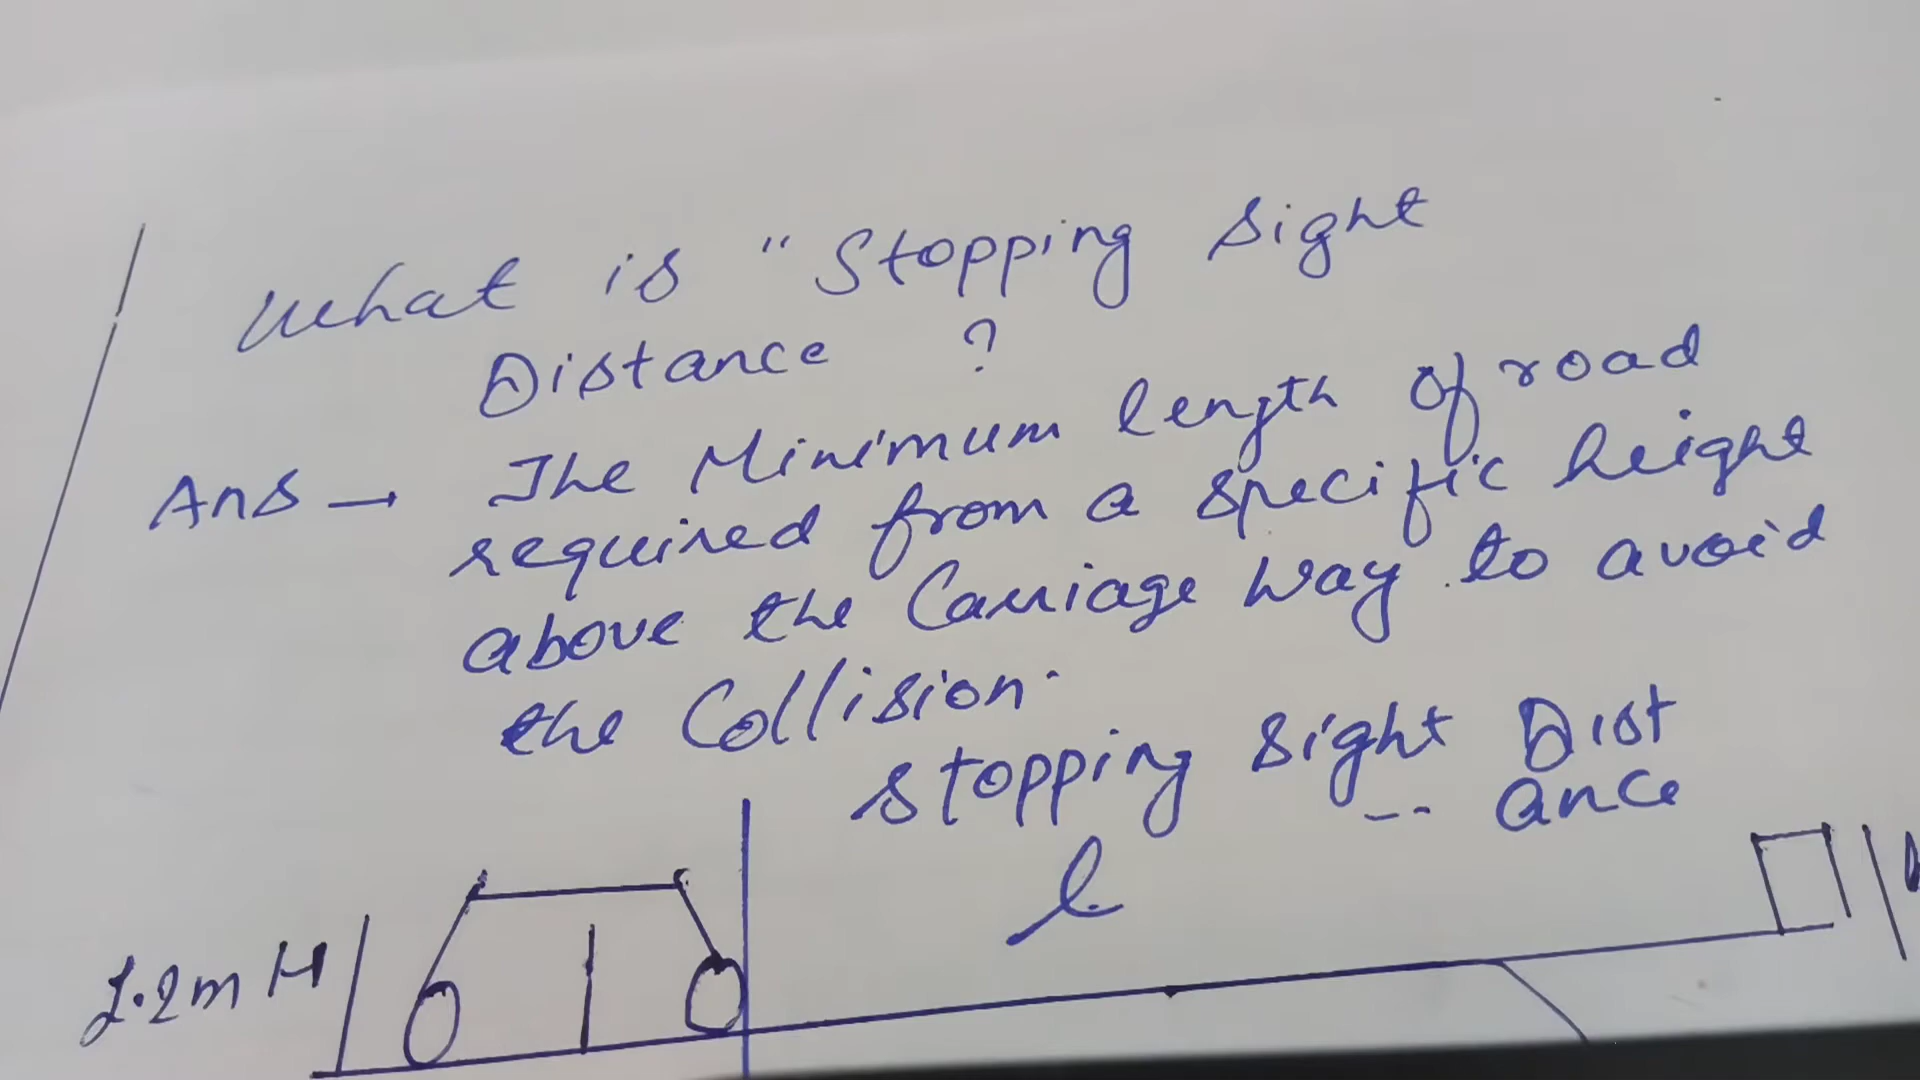 What is "Stopping Sight
Distance ?
Ans → The Minimum length of road
required from a specific height
above the Carriage way to avoid
the Collision.
Stopping Sight Dist
-- ance
l
1.2m H